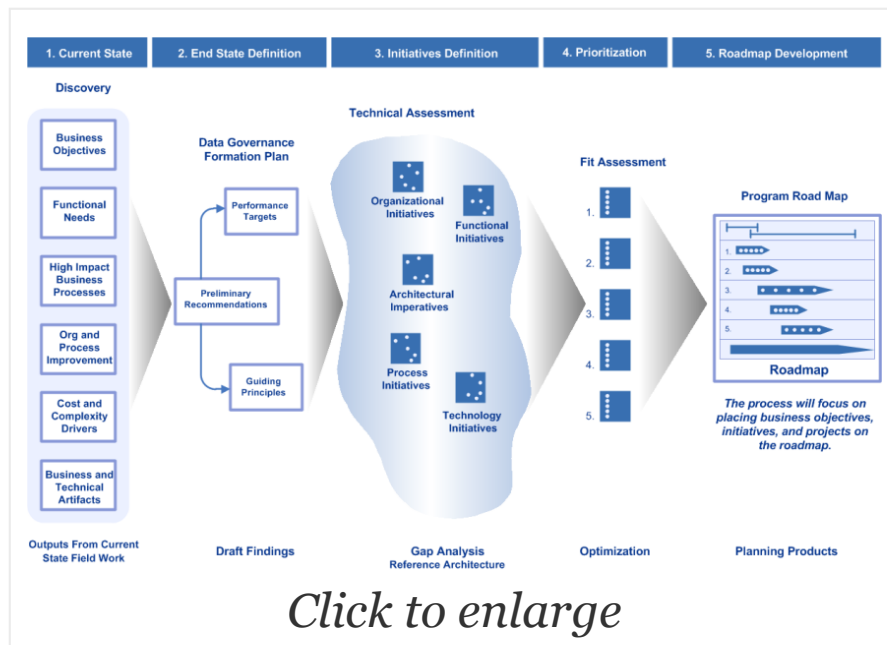 1. Current State
2. End State Definition
3. Initiatives Definition
4. Prioritization
5. Roadmap Development
Discovery
Business
Objectives
Functional
Needs
High Impact
Business
Processes
Org and
Process
Improvement
Cost and
Complexity
Drivers
Business and
Technical
Artifacts
Outputs From Current
State Field Work
Data Governance
Formation Plan
Performance
Targets
Preliminary
Recommendations
Guiding
Principles
Draft Findings
Technical Assessment
Organizational
Initiatives
Functional
Initiatives
Architectural
Imperatives
Process
Initiatives
Technology
Initiatives
Gap Analysis
Reference Architecture
Fit Assessment
1.
2.
3.
4.
5.
Optimization
Program Road Map
1.
2.
3.
4.
5.
Roadmap
The process will focus on
placing business objectives,
initiatives, and projects on
the roadmap.
Planning Products
Click to enlarge